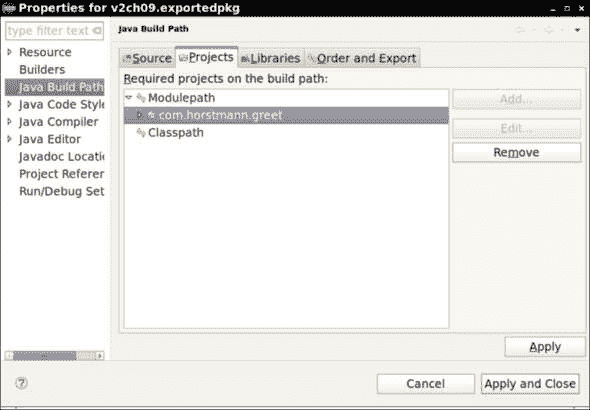 Properties for v2ch09.exportedpkg
type filter text
Resource
Builders
Java Build Path
Java Code Style
Java Compiler
Java Editor
Javadoc Locati
Project Referer
Run/Debug Set
Java Build Path
Source
Projects
Libraries
Order and Export
Required projects on the build path:
Modulepath
com.horstmann.greet
Classpath
Add...
Edit...
Remove
Apply
Cancel
Apply and Close